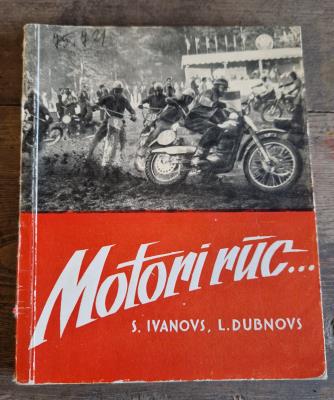 Motori rūc...
S. IVANOVS, L. DUBNOVS